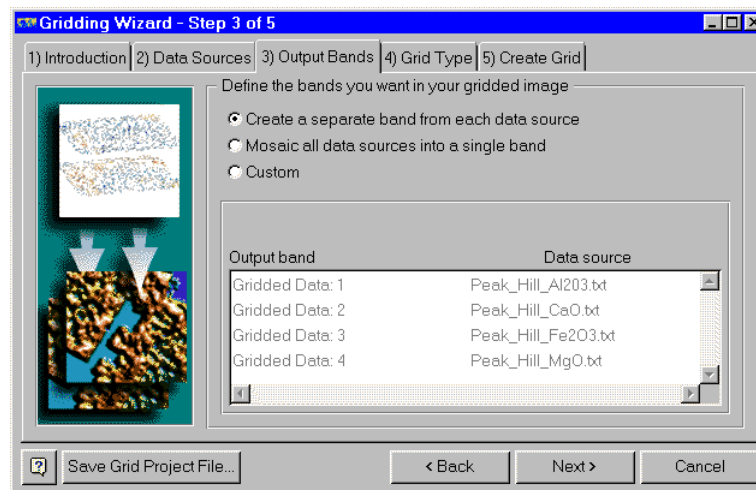 Gridding Wizard - Step 3 of 5
1) Introduction 2) Data Sources 3) Output Bands 4) Grid Type 5) Create Grid
Define the bands you want in your gridded image
Create a separate band from each data source
Mosaic all data sources into a single band
Custom
Output band Data source
Gridded Data: 1 Peak_Hill_Al203.txt
Gridded Data: 2 Peak_Hill_CaO.txt
Gridded Data: 3 Peak_Hill_Fe2O3.txt
Gridded Data: 4 Peak_Hill_MgO.txt
? Save Grid Project File... < Back Next > Cancel